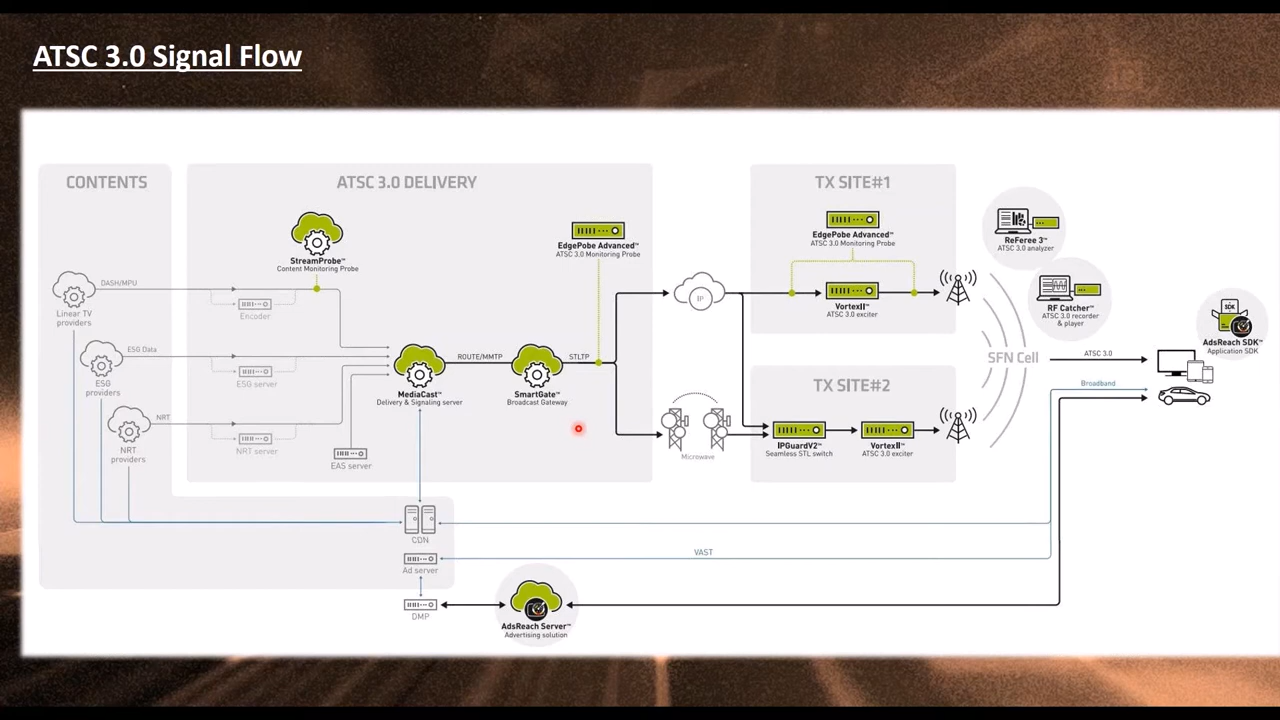 ATSC 3.0 Signal Flow
CONTENTS
ATSC 3.0 DELIVERY
TX SITE#1
EdgePobe Advanced™
ATSC 3.0 Monitoring Probe
EdgePobe Advanced™
ATSC 3.0 Monitoring Probe
ReFeree 3™
ATSC 3.0 analyzer
StreamProbe™
Content Monitoring Probe
DASH/MPU
Linear TV
providers
Encoder
IP
VortexII™
ATSC 3.0 exciter
RF Catcher™
ATSC 3.0 recorder
& player
SDK
AdsReach SDK™
Application SDK
ESG Data
ESG
providers
ESG server
ROUTE/MMTP
STLTP
SFN Cell
ATSC 3.0
MediaCast™
Delivery & Signaling server
SmartGate™
Broadcast Gateway
TX SITE#2
Broadband
NRT
NRT
providers
NRT server
EAS server
Microwave
IPGuardV2™
Seamless STL switch
VortexII™
ATSC 3.0 exciter
CDN
VAST
Ad server
DMP
AdsReach Server™
Advertising solution